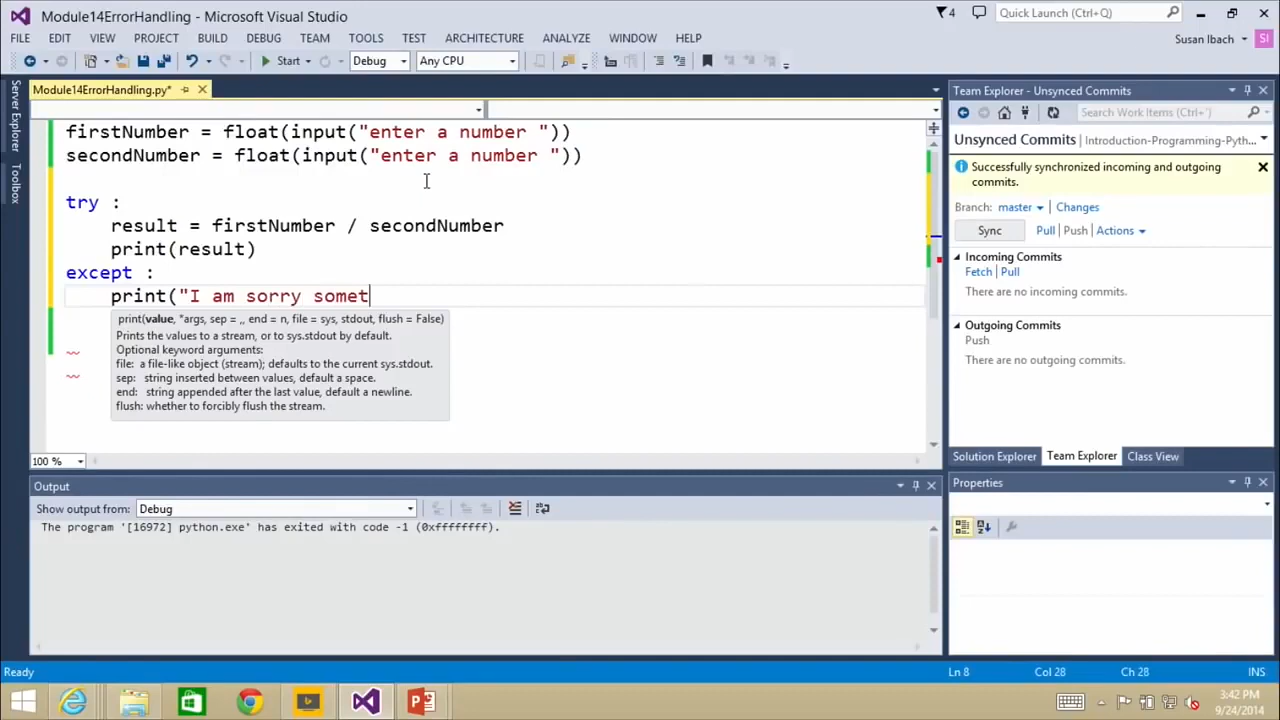 Module14ErrorHandling - Microsoft Visual Studio
4
Quick Launch (Ctrl+Q)
FILE EDIT VIEW PROJECT BUILD DEBUG TEAM TOOLS TEST ARCHITECTURE ANALYZE WINDOW HELP
Susan Ibach
SI
Start
Debug
Any CPU
Server Explorer
Toolbox
Module14ErrorHandling.py*
firstNumber = float(input("enter a number "))
secondNumber = float(input("enter a number "))
try :
result = firstNumber / secondNumber
print(result)
except :
print("I am sorry somet
print(value, *args, sep = ,, end = n, file = sys, stdout, flush = False)
Prints the values to a stream, or to sys.stdout by default.
Optional keyword arguments:
file: a file-like object (stream); defaults to the current sys.stdout.
sep: string inserted between values, default a space.
end: string appended after the last value, default a newline.
flush: whether to forcibly flush the stream.
100 %
Output
Show output from: Debug
The program '[16972] python.exe' has exited with code -1 (0xffffffff).
Team Explorer - Unsynced Commits
Search Work Items (Ctrl+')
Unsynced Commits | Introduction-Programming-Pyth...
Successfully synchronized incoming and outgoing
commits.
Branch: master | Changes
Sync
Pull | Push | Actions
Incoming Commits
Fetch | Pull
There are no incoming commits.
Outgoing Commits
Push
There are no outgoing commits.
Solution Explorer Team Explorer Class View
Properties
Ready
Ln 8
Col 28
Ch 28
INS
3:42 PM
9/24/2014